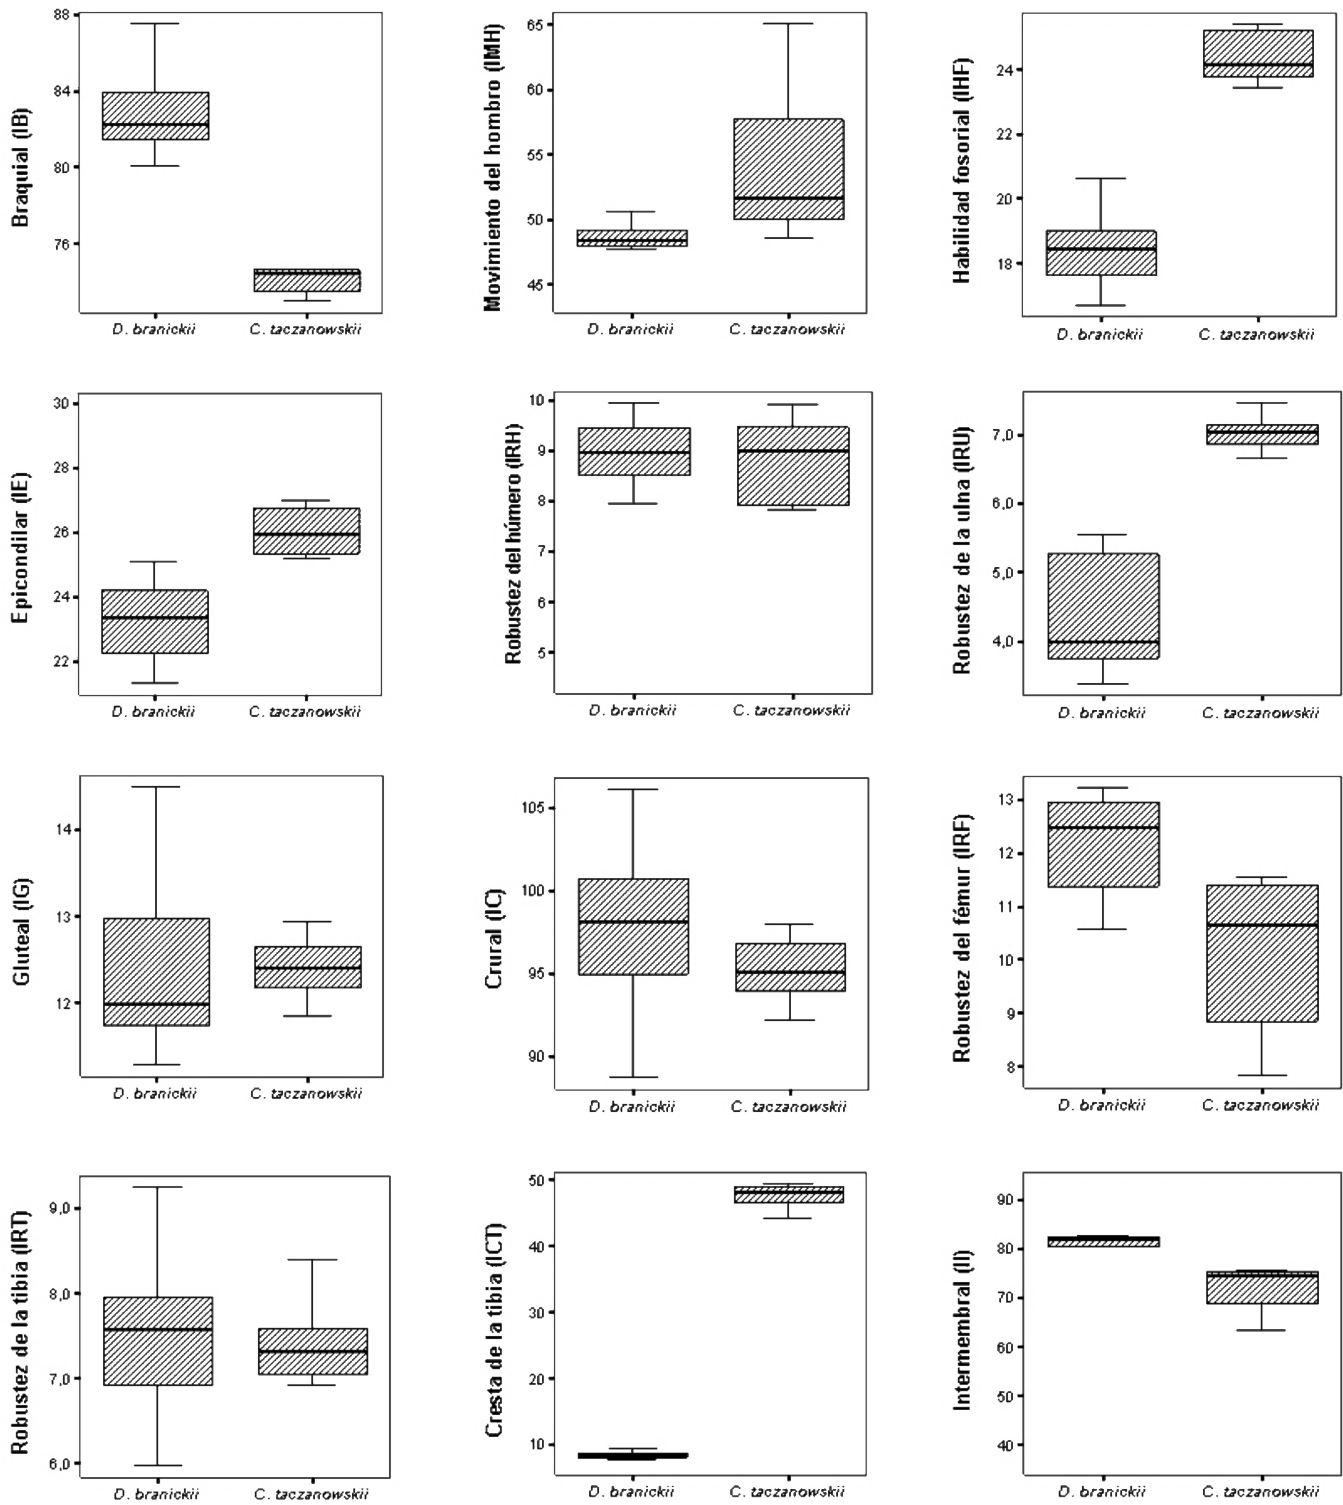 Braquial (IB)
88
84
80
76
D. branickii
C. taczanowskii
Movimiento del hombro (IMH)
65
60
55
50
45
D. branickii
C. taczanowskii
Habilidad fosorial (IHF)
24
22
20
18
D. branickii
C. taczanowskii
Epicondilar (IE)
30
28
26
24
22
D. branickii
C. taczanowskii
Robustez del húmero (IRH)
10
9
8
7
6
5
D. branickii
C. taczanowskii
Robustez de la ulna (IRU)
7,0
6,0
5,0
4,0
D. branickii
C. taczanowskii
Gluteal (IG)
14
13
12
D. branickii
C. taczanowskii
Crural (IC)
105
100
95
90
D. branickii
C. taczanowskii
Robustez del fémur (IRF)
13
12
11
10
9
8
D. branickii
C. taczanowskii
Robustez de la tibia (IRT)
9,0
8,0
7,0
6,0
D. branickii
C. taczanowskii
Cresta de la tibia (ICT)
50
40
30
20
10
D. branickii
C. taczanowskii
Intermembral (II)
90
80
70
60
50
40
D. branickii
C. taczanowskii